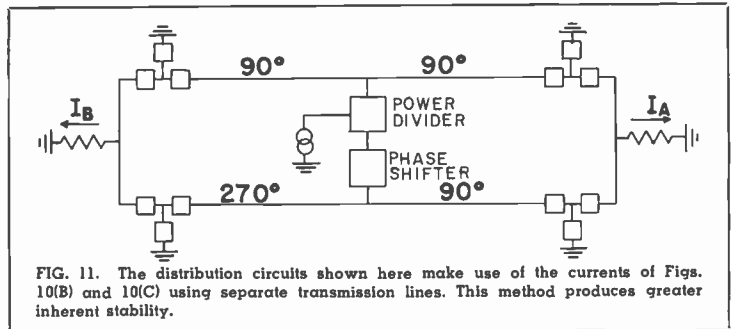 90° 90°
I_B I_A
POWER
DIVIDER
PHASE
SHIFTER
270° 90°
FIG. 11. The distribution circuits shown here make use of the currents of Figs.
10(B) and 10(C) using separate transmission lines. This method produces greater
inherent stability.